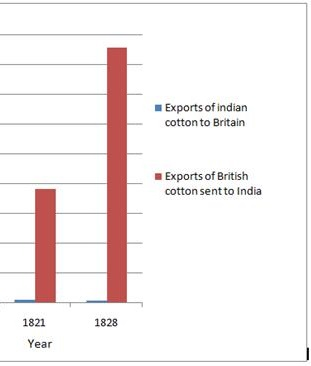 Exports of indian
cotton to Britain
Exports of British
cotton sent to India
1821 1828
Year